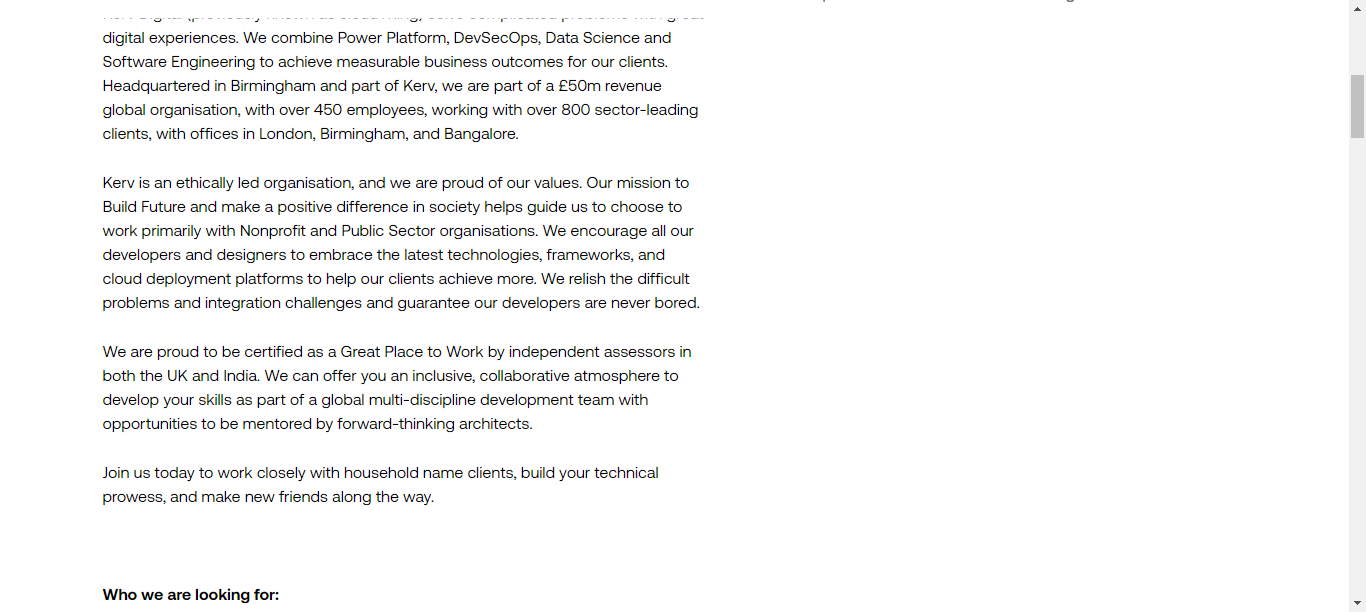 digital experiences. We combine Power Platform, DevSecOps, Data Science and
Software Engineering to achieve measurable business outcomes for our clients.
Headquartered in Birmingham and part of Kerv, we are part of a £50m revenue
global organisation, with over 450 employees, working with over 800 sector-leading
clients, with offices in London, Birmingham, and Bangalore.
Kerv is an ethically led organisation, and we are proud of our values. Our mission to
Build Future and make a positive difference in society helps guide us to choose to
work primarily with Nonprofit and Public Sector organisations. We encourage all our
developers and designers to embrace the latest technologies, frameworks, and
cloud deployment platforms to help our clients achieve more. We relish the difficult
problems and integration challenges and guarantee our developers are never bored.
We are proud to be certified as a Great Place to Work by independent assessors in
both the UK and India. We can offer you an inclusive, collaborative atmosphere to
develop your skills as part of a global multi-discipline development team with
opportunities to be mentored by forward-thinking architects.
Join us today to work closely with household name clients, build your technical
prowess, and make new friends along the way.
Who we are looking for: